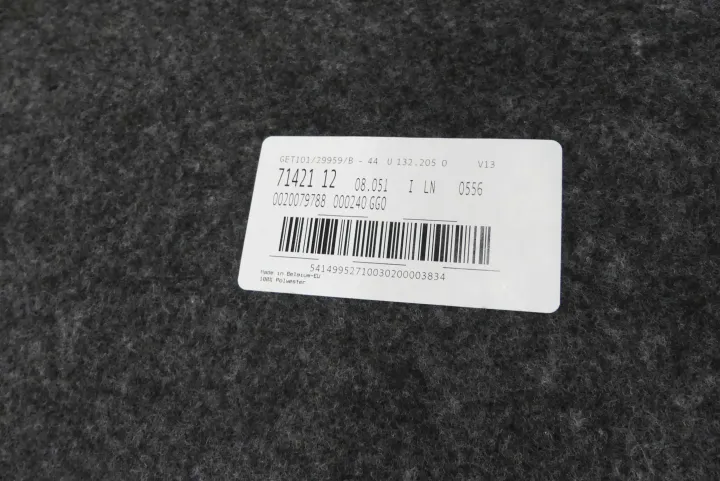 GET101/29959/B - 44 U 132.205 0 V13
71421 12 08.051 I LN 0556
0020079788 000240 GG0
54149952710030200003834
Made in Belgium-EU
100% Polyester